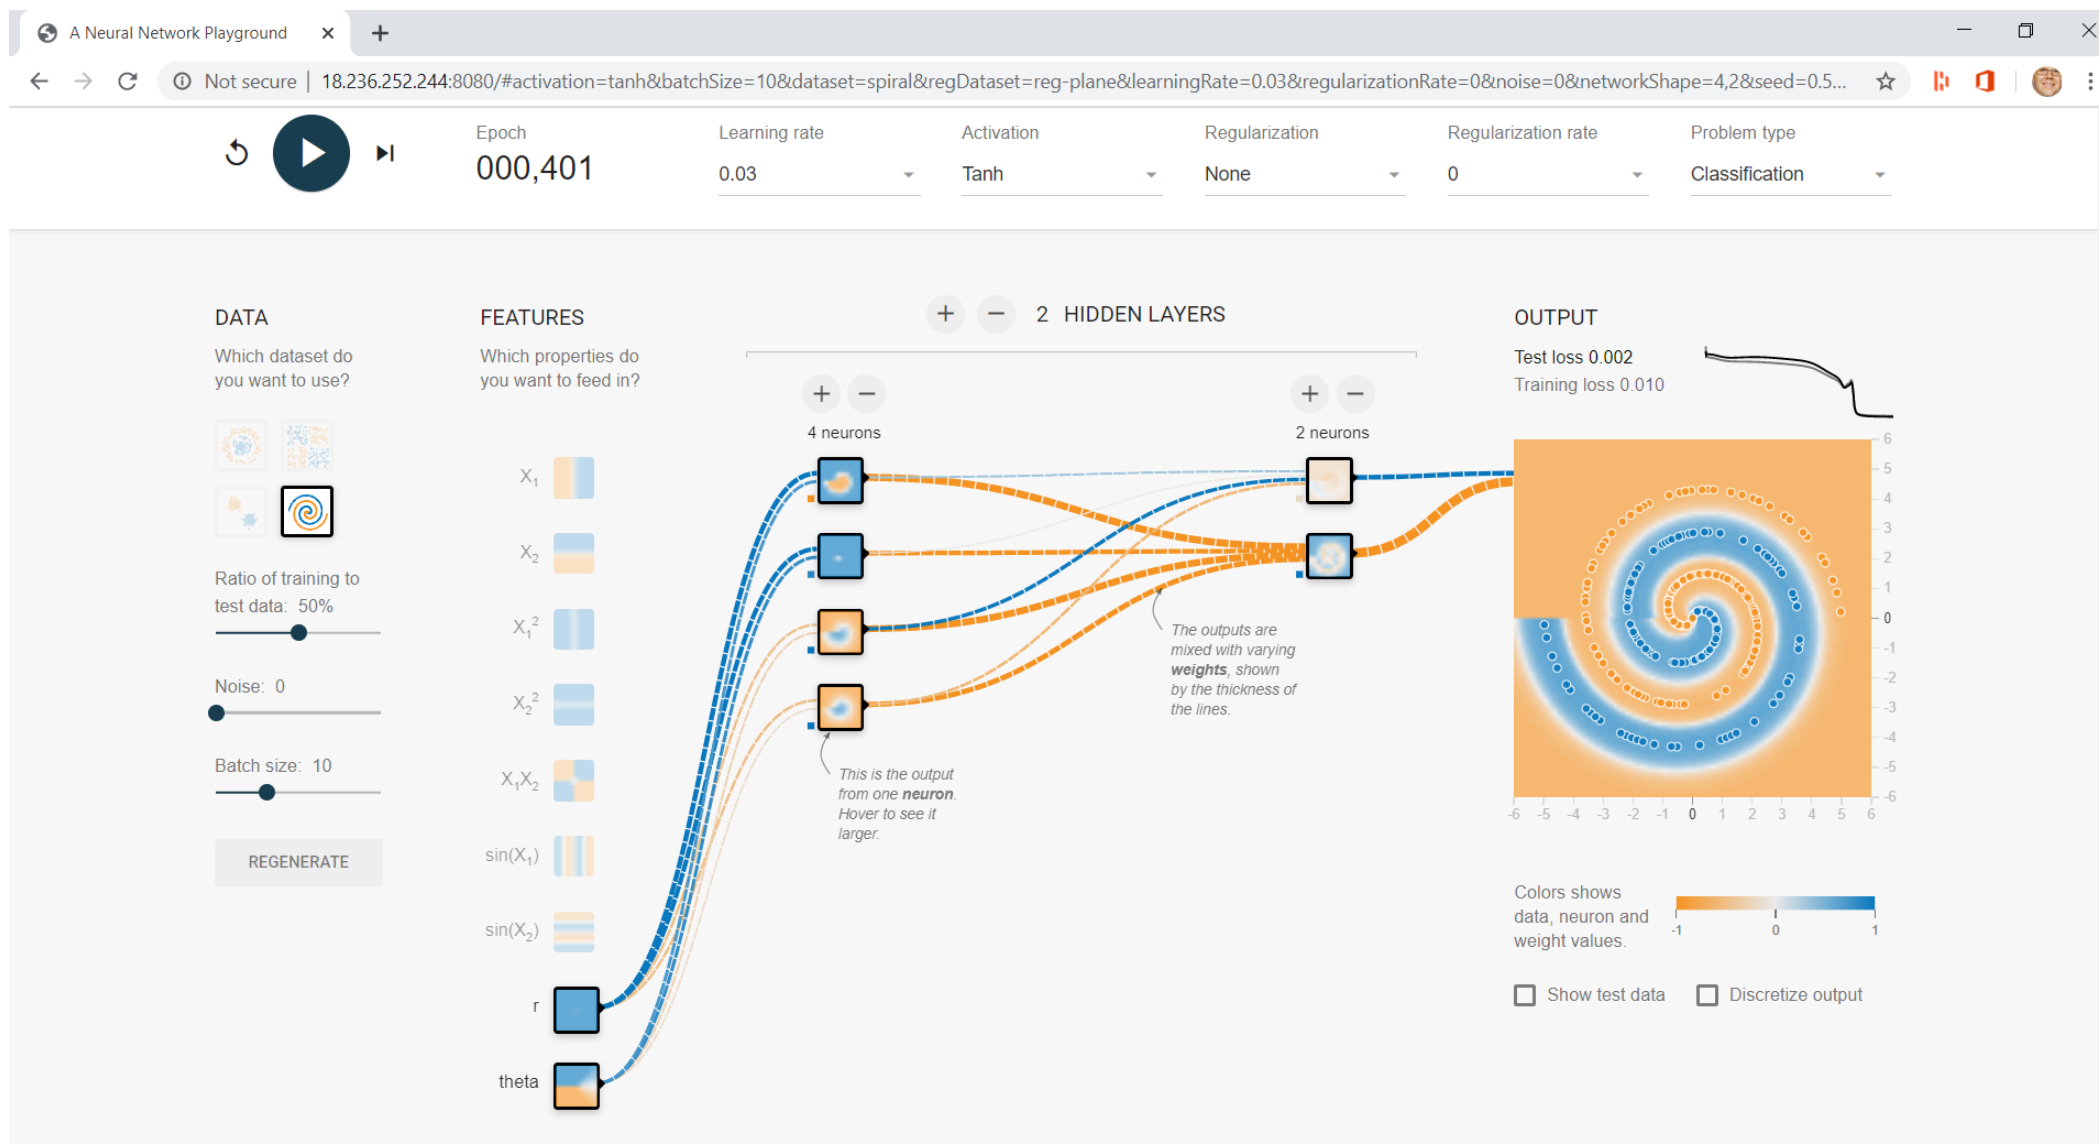 A Neural Network Playground
Not secure | 18.236.252.244:8080/#activation=tanh&batchSize=10&dataset=spiral&regDataset=reg-plane&learningRate=0.03&regularizationRate=0&noise=0&networkShape=4,2&seed=0.5...
Epoch
000,401
Learning rate
0.03
Activation
Tanh
Regularization
None
Regularization rate
0
Problem type
Classification
DATA
Which dataset do
you want to use?
Ratio of training to
test data: 50%
Noise: 0
Batch size: 10
REGENERATE
FEATURES
Which properties do
you want to feed in?
X₁
X₂
X₁²
X₂²
X₁X₂
sin(X₁)
sin(X₂)
r
theta
+ − 2 HIDDEN LAYERS
+ −
4 neurons
+ −
2 neurons
This is the output
from one neuron.
Hover to see it
larger.
The outputs are
mixed with varying
weights, shown
by the thickness of
the lines.
OUTPUT
Test loss 0.002
Training loss 0.010
6
5
4
3
2
1
0
-1
-2
-3
-4
-5
-6
-6 -5 -4 -3 -2 -1 0 1 2 3 4 5 6
Colors shows
data, neuron and
weight values.
-1 0 1
Show test data
Discretize output